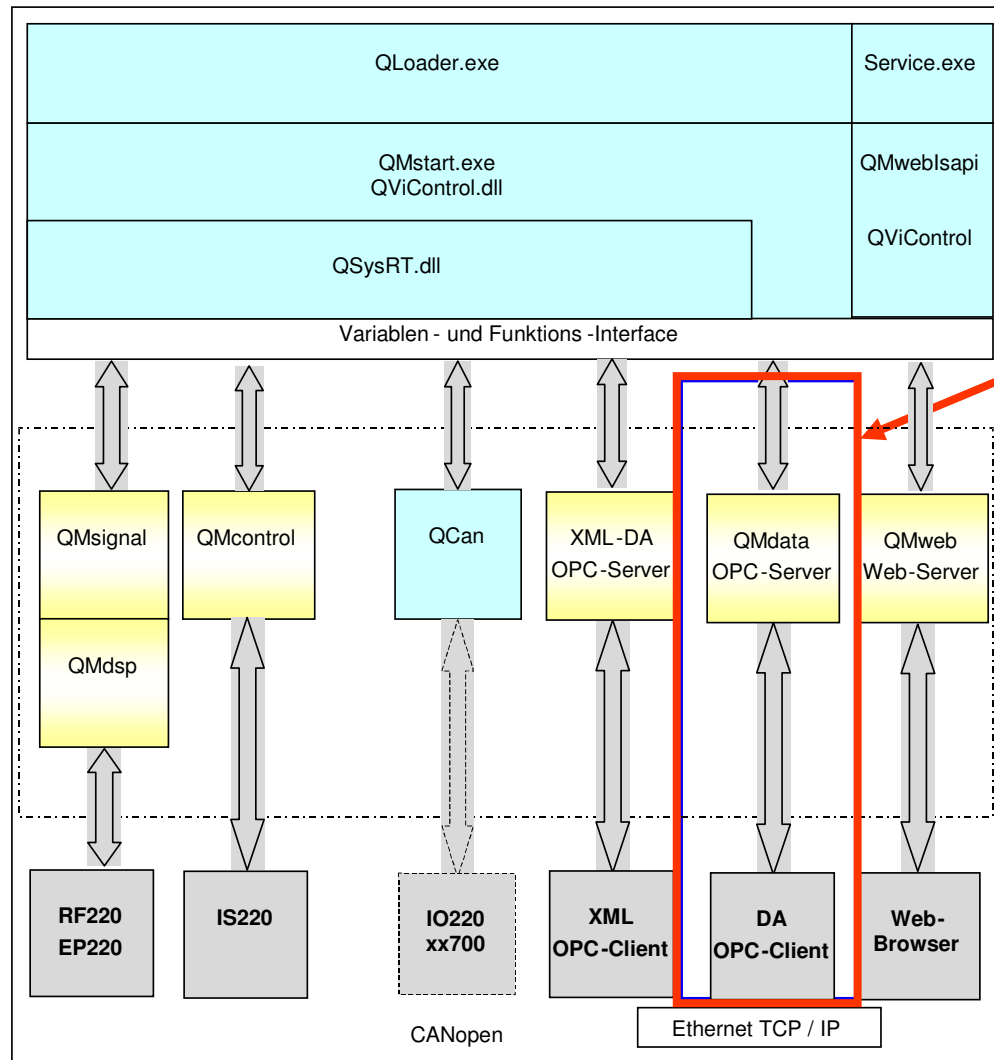 QLoader.exe
Service.exe
QMstart.exe
QViControl.dll
QMwebIsapi
QViControl
QSysRT.dll
Variablen - und Funktions -Interface
QMsignal
QMcontrol
QCan
XML-DA
OPC-Server
QMdata
OPC-Server
QMweb
Web-Server
QMdsp
RF220
EP220
IS220
IO220
xx700
XML
OPC-Client
DA
OPC-Client
Web-
Browser
CANopen
Ethernet TCP / IP